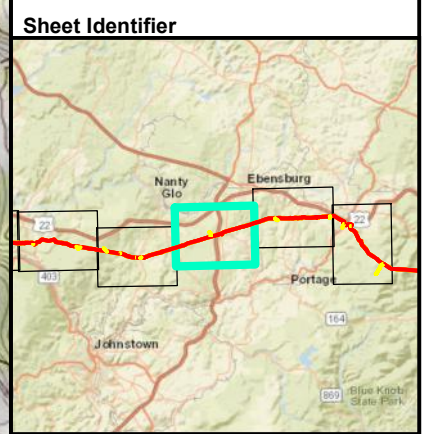 Sheet Identifier
Nanty
Glo
Ebensburg
22
22
403
Portage
164
Johnstown
869
Blue Knob
State Park